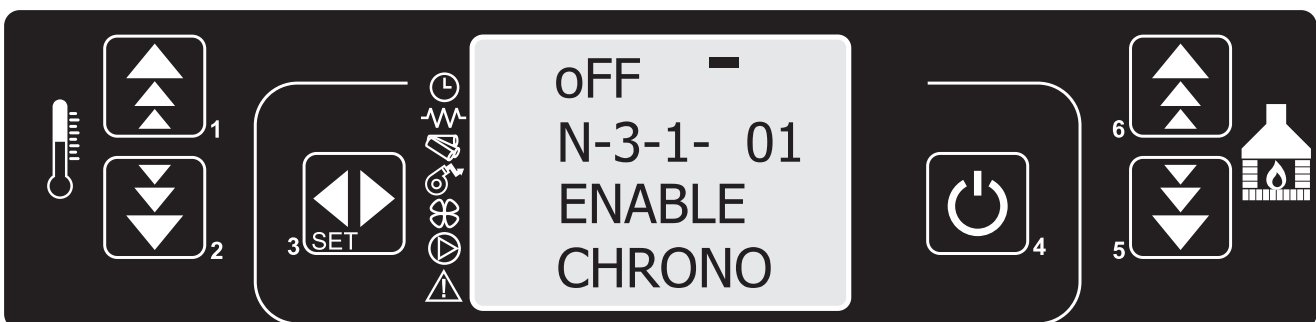 oFF -
N-3-1- 01
ENABLE
CHRONO
1
2
3 SET
4
5
6